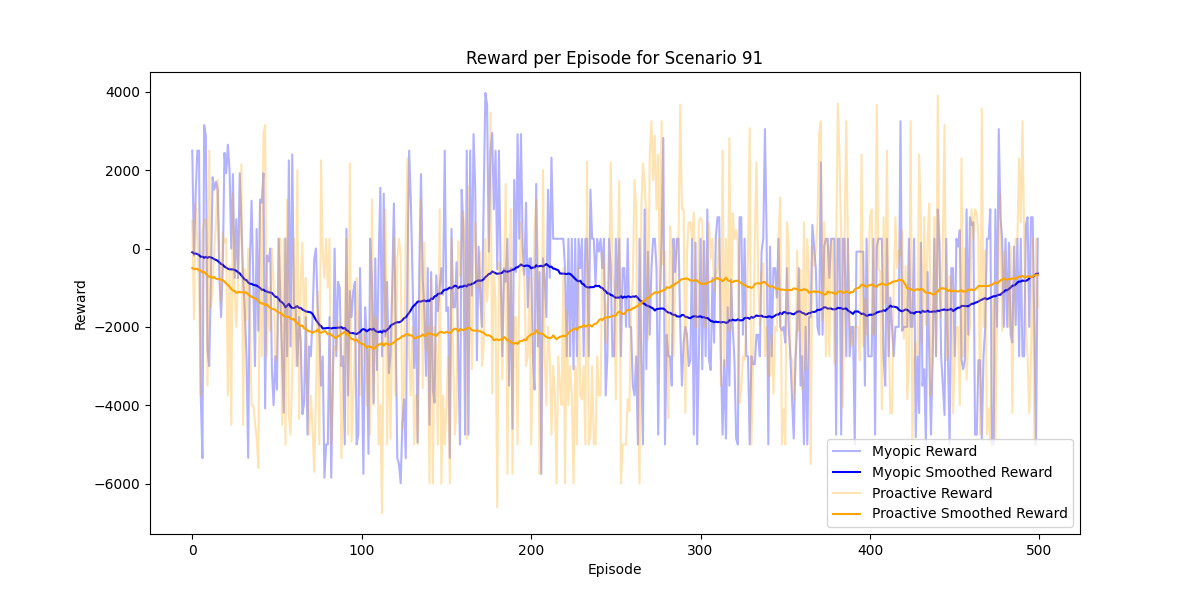 Reward per Episode for Scenario 91
Reward
4000
2000
0
−2000
−4000
−6000
0 100 200 300 400 500
Episode
Myopic Reward
Myopic Smoothed Reward
Proactive Reward
Proactive Smoothed Reward